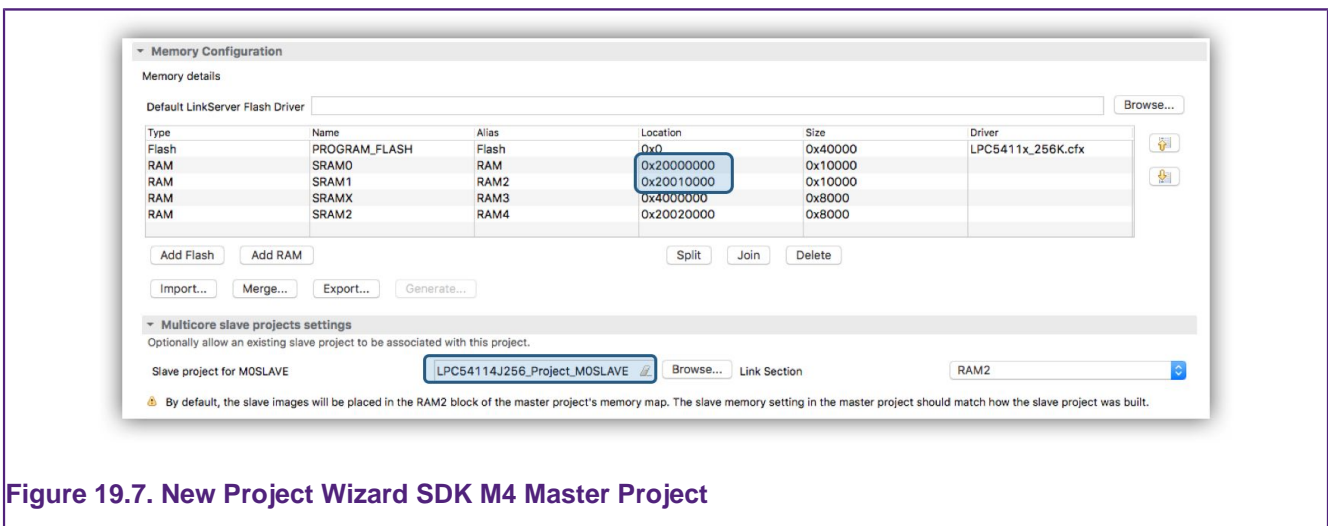 Memory Configuration
Memory details
Default LinkServer Flash Driver Browse...
Type Name Alias Location Size Driver
Flash PROGRAM_FLASH Flash 0x0 0x40000 LPC5411x_256K.cfx
RAM SRAM0 RAM 0x20000000 0x10000
RAM SRAM1 RAM2 0x20010000 0x10000
RAM SRAMX RAM3 0x4000000 0x8000
RAM SRAM2 RAM4 0x20020000 0x8000
Add Flash Add RAM Split Join Delete
Import... Merge... Export... Generate...
Multicore slave projects settings
Optionally allow an existing slave project to be associated with this project.
Slave project for M0SLAVE LPC54114J256_Project_M0SLAVE Browse... Link Section RAM2
By default, the slave images will be placed in the RAM2 block of the master project's memory map. The slave memory setting in the master project should match how the slave project was built.
Figure 19.7. New Project Wizard SDK M4 Master Project